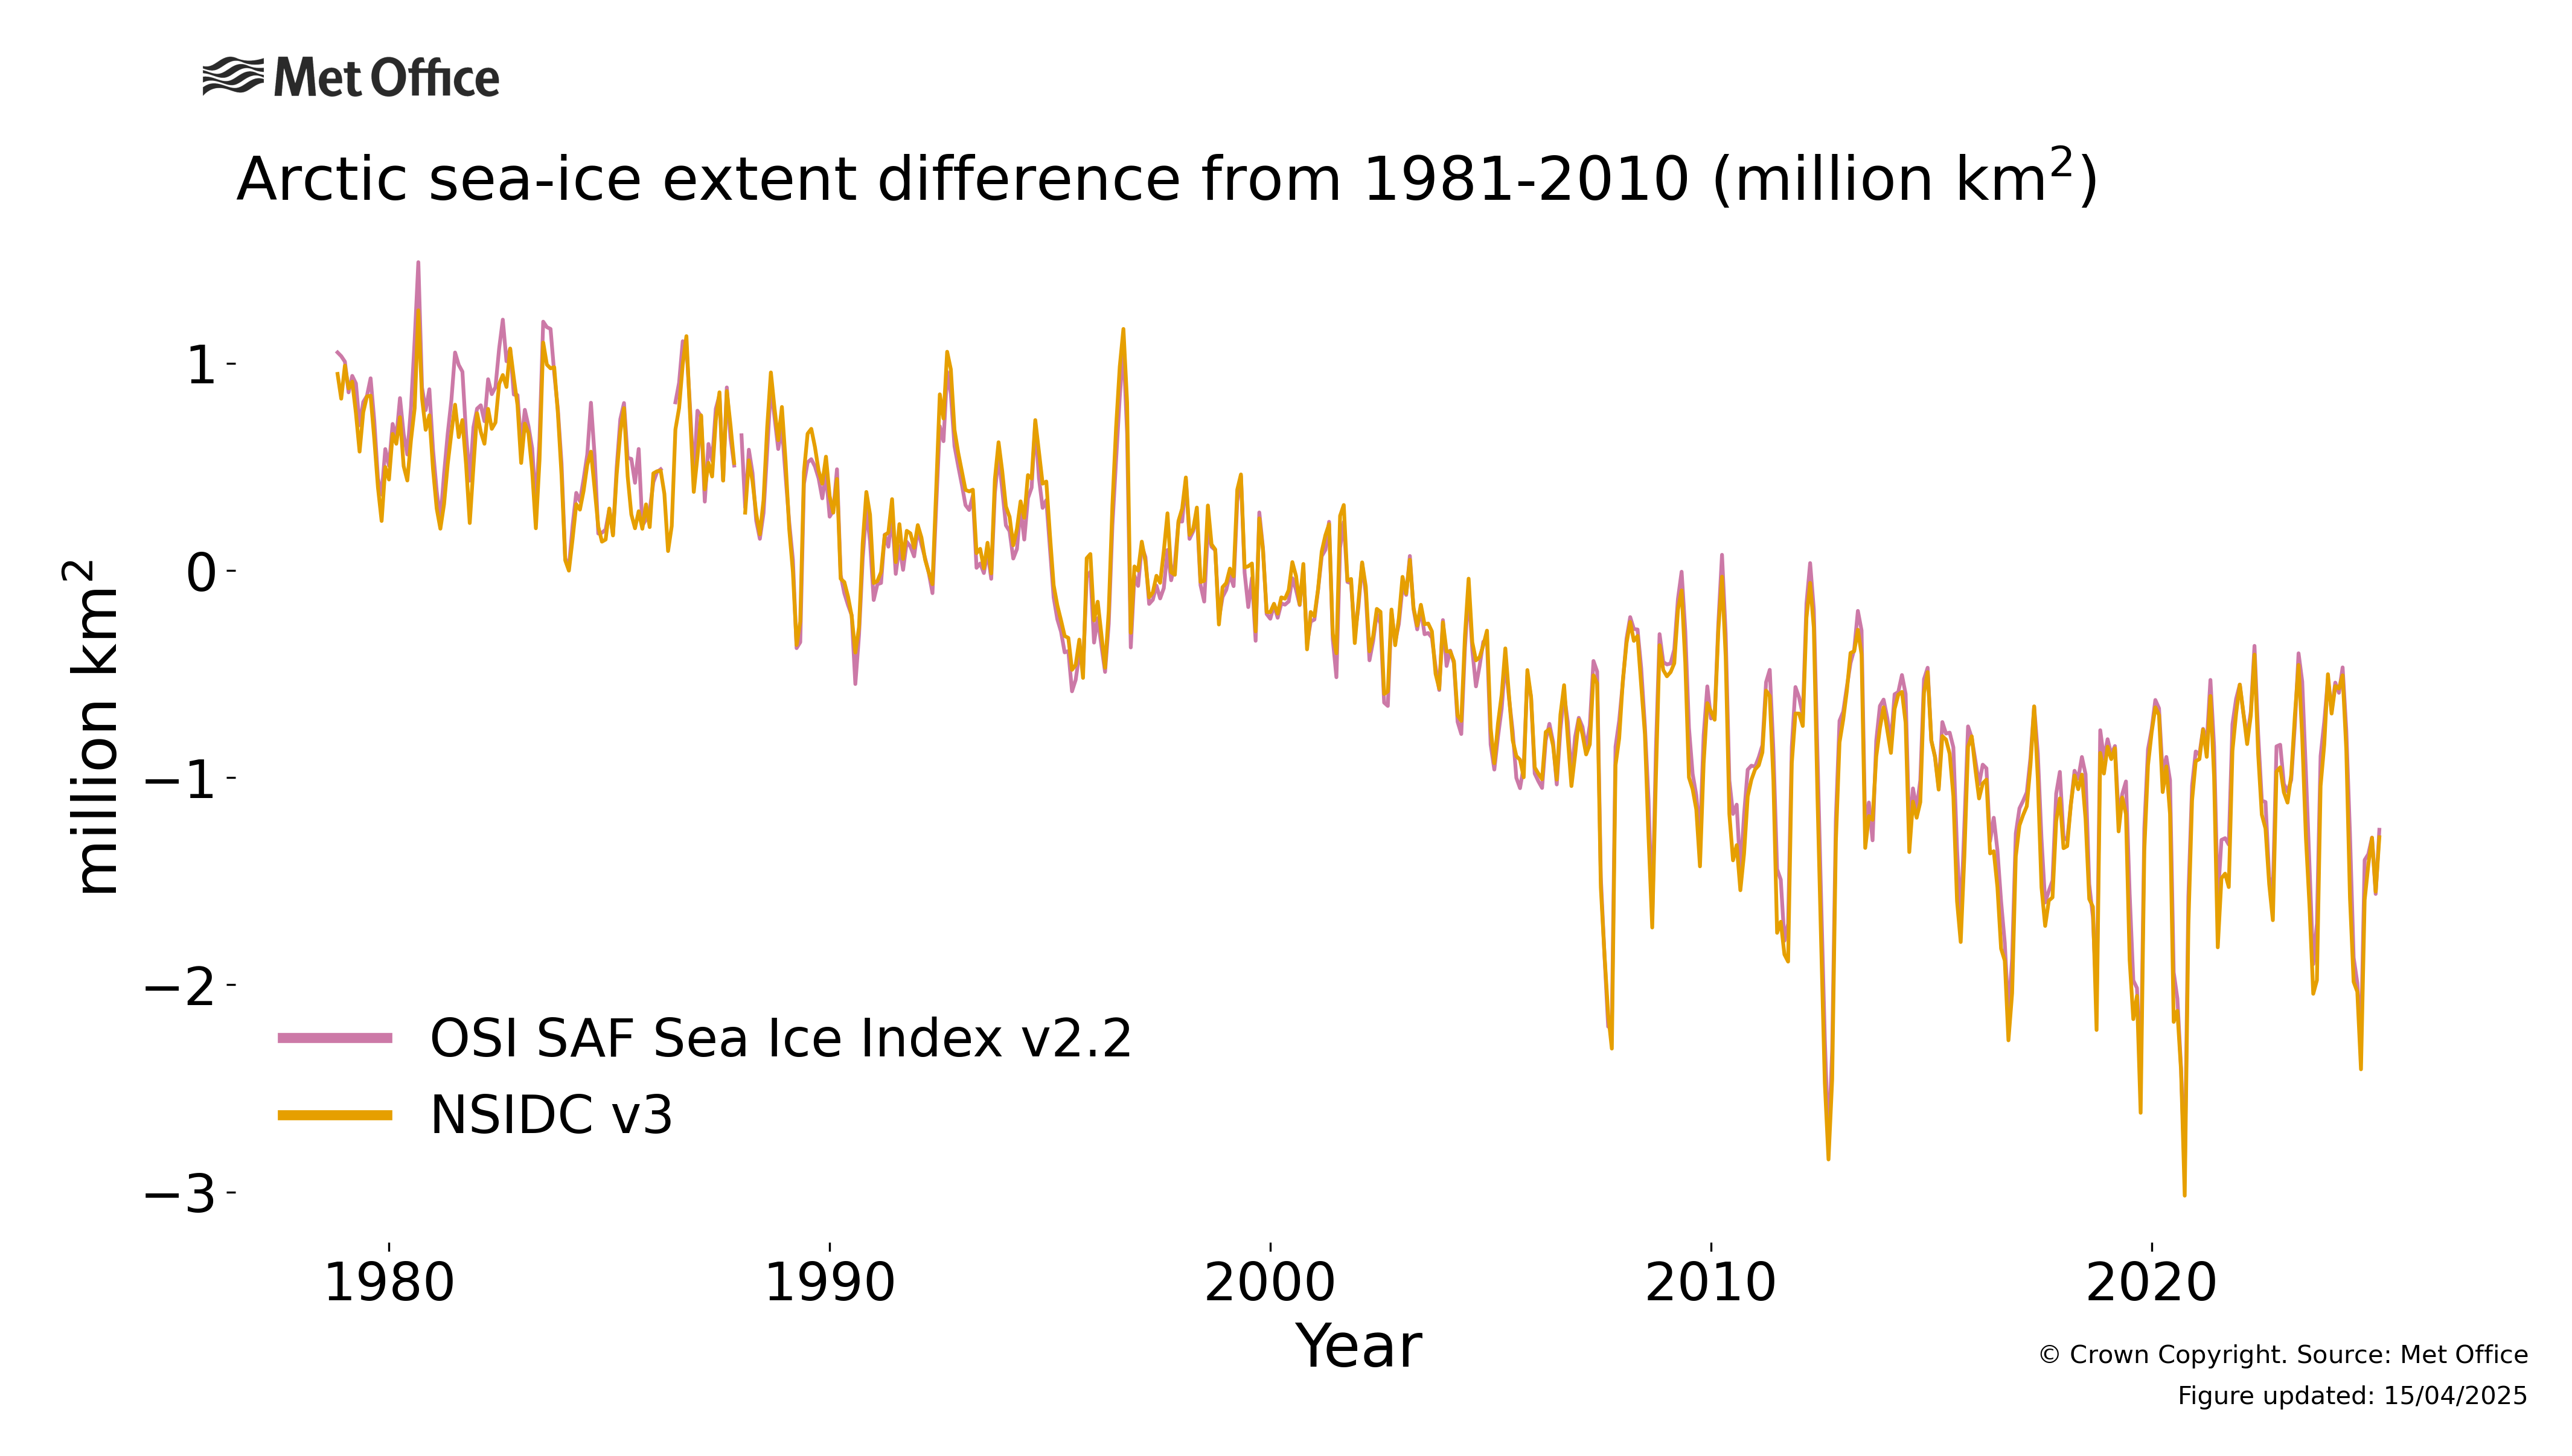 Met Office
Arctic sea-ice extent difference from 1981-2010 (million km²)
million km²
1
0
−1
−2
−3
OSI SAF Sea Ice Index v2.2
NSIDC v3
1980 1990 2000 2010 2020
Year
© Crown Copyright. Source: Met Office
Figure updated: 15/04/2025